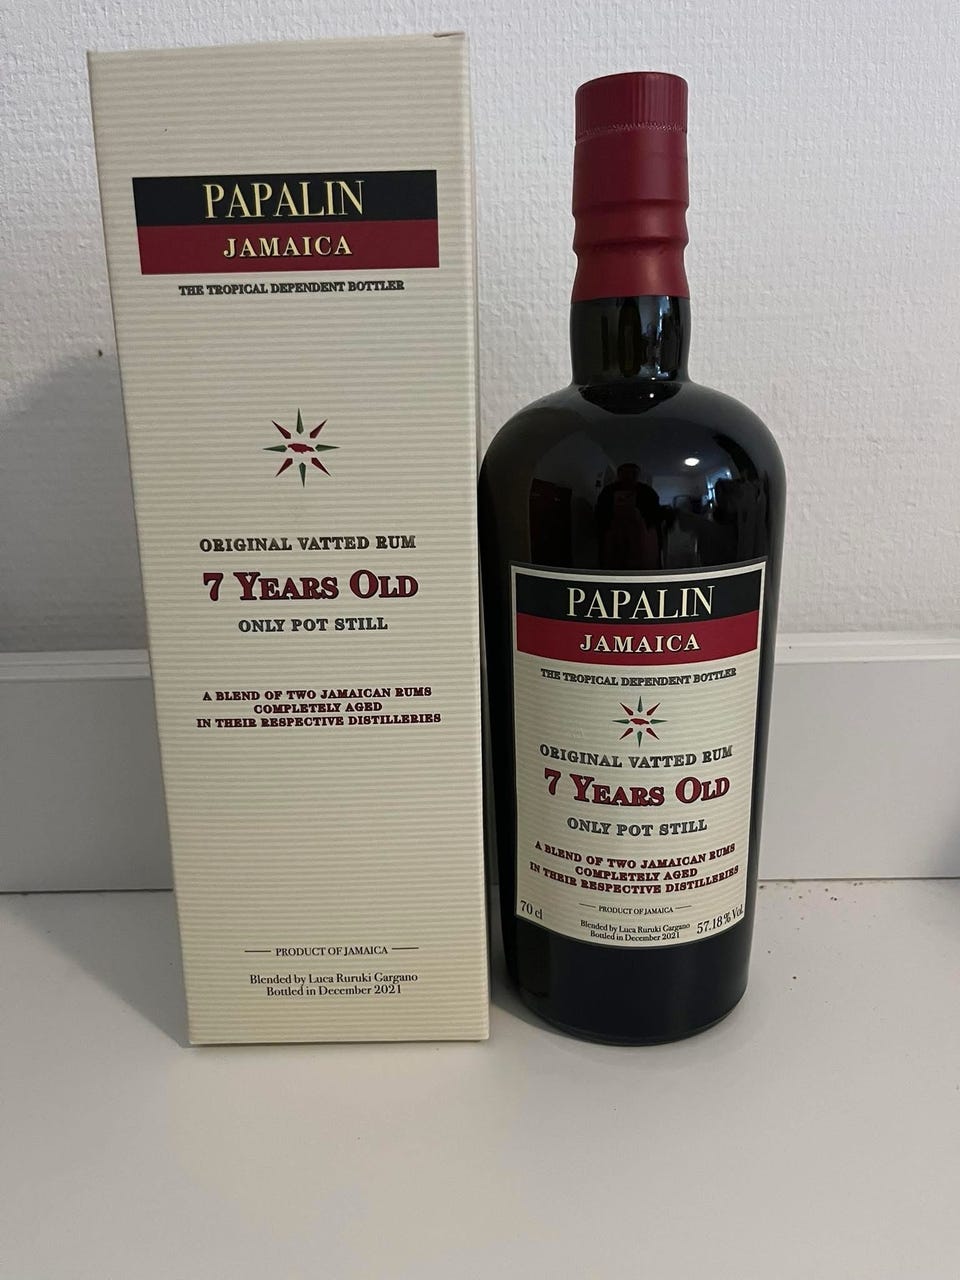 PAPALIN
JAMAICA
THE TROPICAL DEPENDENT BOTTLER
ORIGINAL VATTED RUM
7 YEARS OLD
ONLY POT STILL
A BLEND OF TWO JAMAICAN RUMS
COMPLETELY AGED
IN THEIR RESPECTIVE DISTILLERIES
PRODUCT OF JAMAICA
Blended by Luca Ruruki Gargano
Bottled in December 2021
PAPALIN
JAMAICA
THE TROPICAL DEPENDENT BOTTLER
ORIGINAL VATTED RUM
7 YEARS OLD
ONLY POT STILL
A BLEND OF TWO JAMAICAN RUMS
COMPLETELY AGED
IN THEIR RESPECTIVE DISTILLERIES
PRODUCT OF JAMAICA
70 cl
Blended by Luca Ruruki Gargano
Bottled in December 2021
57.18 % Vol.